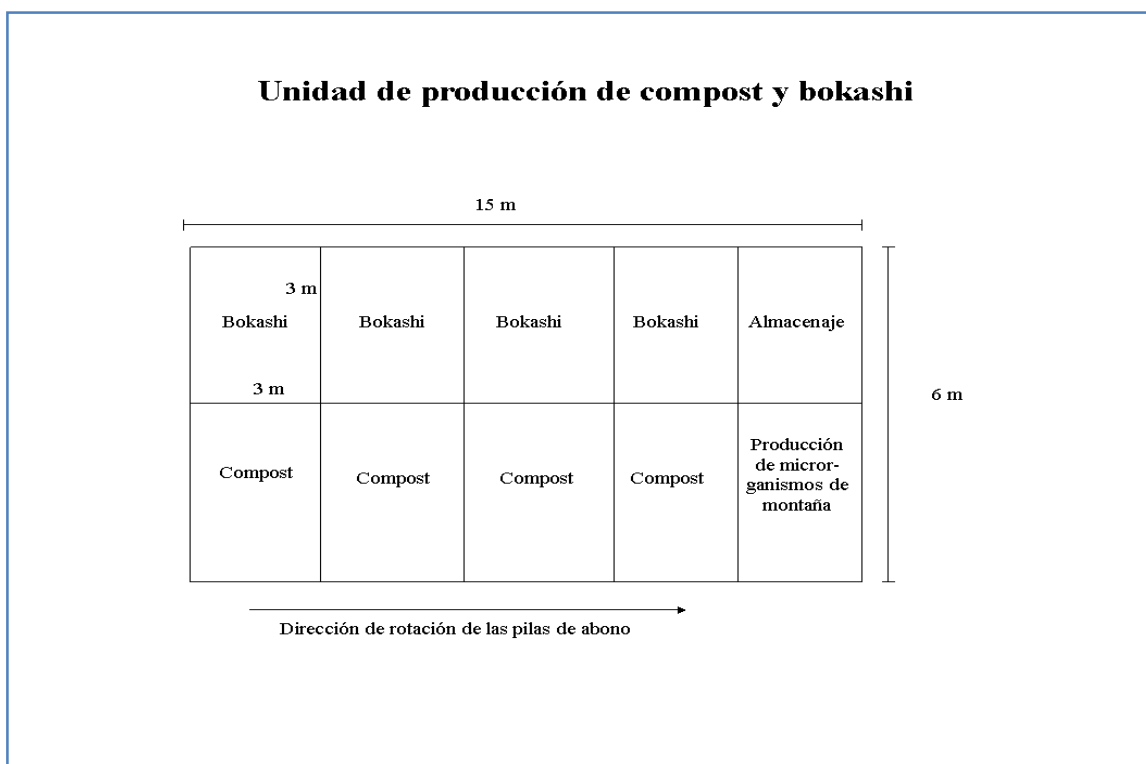 Unidad de producción de compost y bokashi
15 m
3 m
Bokashi
Bokashi
Bokashi
Bokashi
Almacenaje
3 m
6 m
Compost
Compost
Compost
Compost
Producción
de micror-
ganismos de
montaña
Dirección de rotación de las pilas de abono